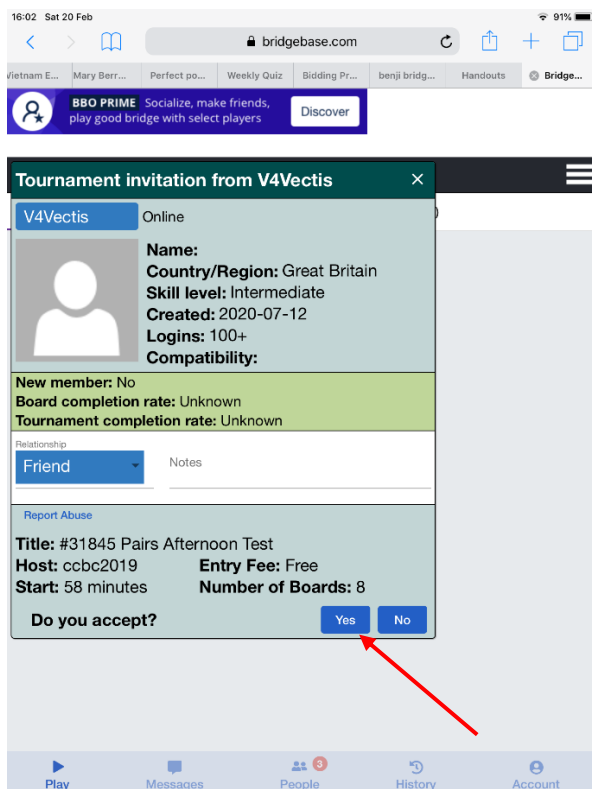 16:02 Sat 20 Feb
91%
bridgebase.com
Vietnam E...
Mary Berr...
Perfect po...
Weekly Quiz
Bidding Pr...
benji bridg...
Handouts
Bridge...
BBO PRIME Socialize, make friends,
play good bridge with select players
Discover
Tournament invitation from V4Vectis
V4Vectis
Online
Name:
Country/Region: Great Britain
Skill level: Intermediate
Created: 2020-07-12
Logins: 100+
Compatibility:
New member: No
Board completion rate: Unknown
Tournament completion rate: Unknown
Relationship
Friend
Notes
Report Abuse
Title: #31845 Pairs Afternoon Test
Host: ccbc2019 Entry Fee: Free
Start: 58 minutes Number of Boards: 8
Do you accept?
Yes
No
3
Play
Messages
People
History
Account